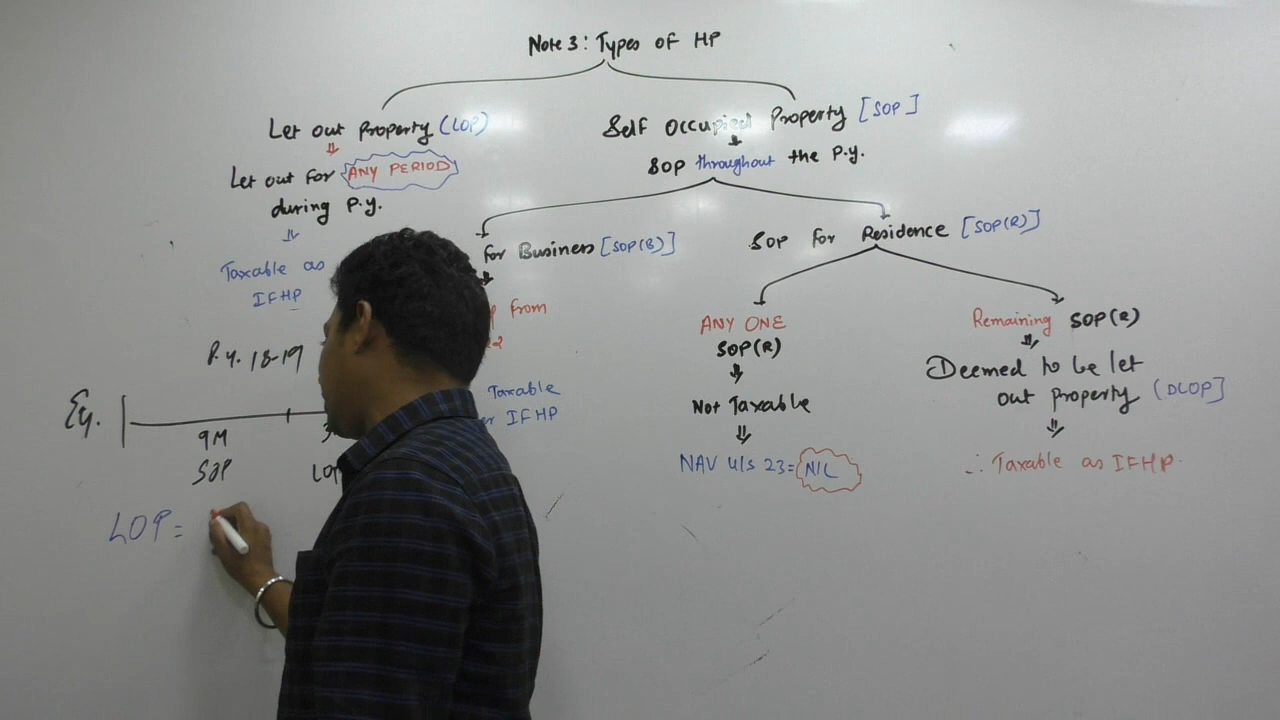 Note 3: Types of HP
Let out Property (LOP)
Let out for ANY PERIOD
during P.Y.
Taxable as
IFHP
P.Y. 18-19
Eg.
9M
SOP
LOP
LOP =
Self Occupied Property [SOP]
SOP throughout the P.Y.
for Business [SOP(B)]
from
Taxable
IFHP
SOP for Residence [SOP(R)]
ANY ONE
SOP(R)
Not Taxable
NAV u/s 23 = NIL
Remaining SOP(R)
Deemed to be let
out property (DLOP]
∴ Taxable as IFHP.